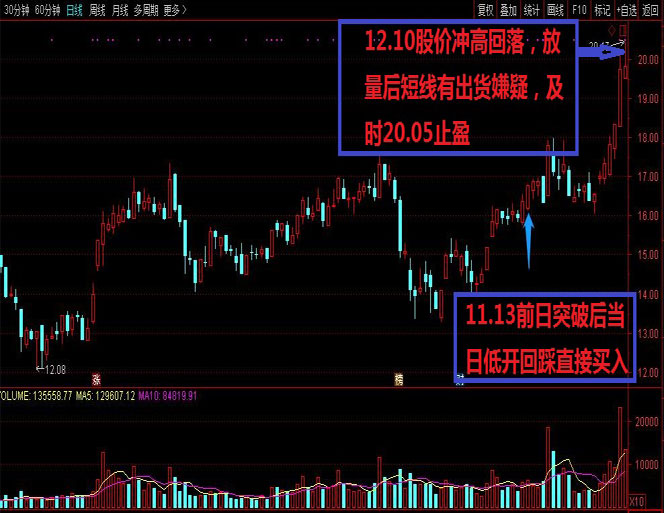 30分钟 60分钟 日线 周线 月线 多周期 更多 〉 复权 叠加 统计 画线 F10 标记 +自选 返回
12.10股价冲高回落，放
量后短线有出货嫌疑，及
时20.05止盈
20.00
19.00
18.00
17.00
16.00
15.00
14.00
13.00
12.00
11.13前日突破后当
日低开回踩直接买入
←12.08
涨
榜
财
VOLUME: 135558.77 MA5: 129607.12 MA10: 84819.91
20000
10000
X10